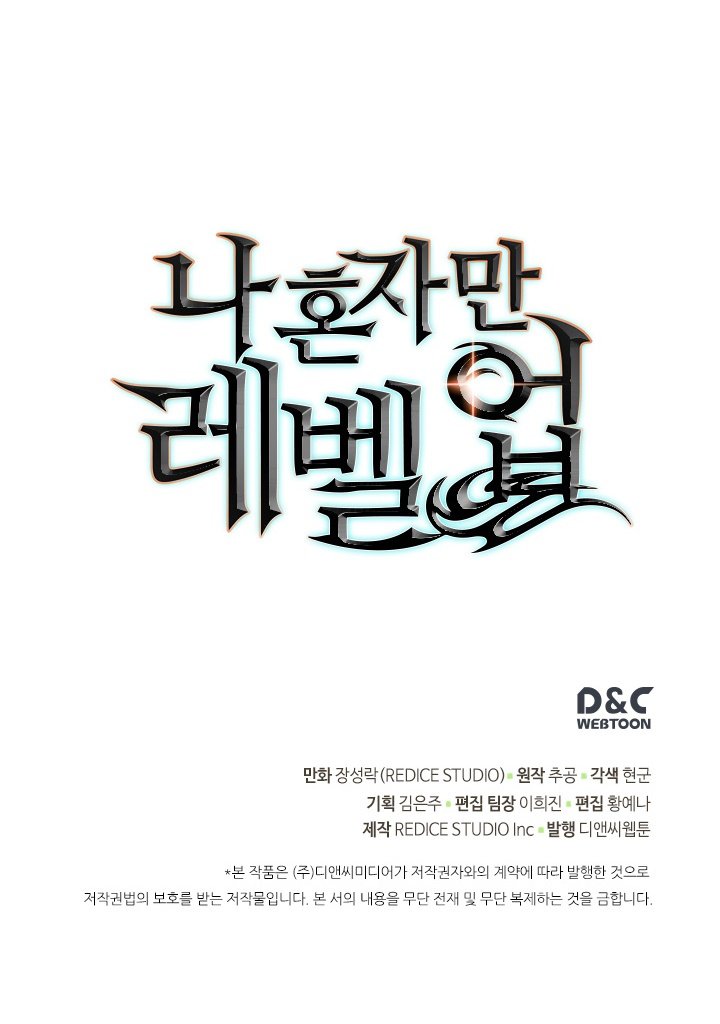 나 혼자만
레벨업
D&C
WEBTOON
만화 장성락(REDICE STUDIO) ▪ 원작 추공 ▪ 각색 현군
기획 김은주 ▪ 편집 팀장 이희진 ▪ 편집 황예나
제작 REDICE STUDIO Inc ▪ 발행 디앤씨웹툰
*본 작품은 (주)디앤씨미디어가 저작권자와의 계약에 따라 발행한 것으로
저작권법의 보호를 받는 저작물입니다. 본 서의 내용을 무단 전재 및 무단 복제하는 것을 금합니다.